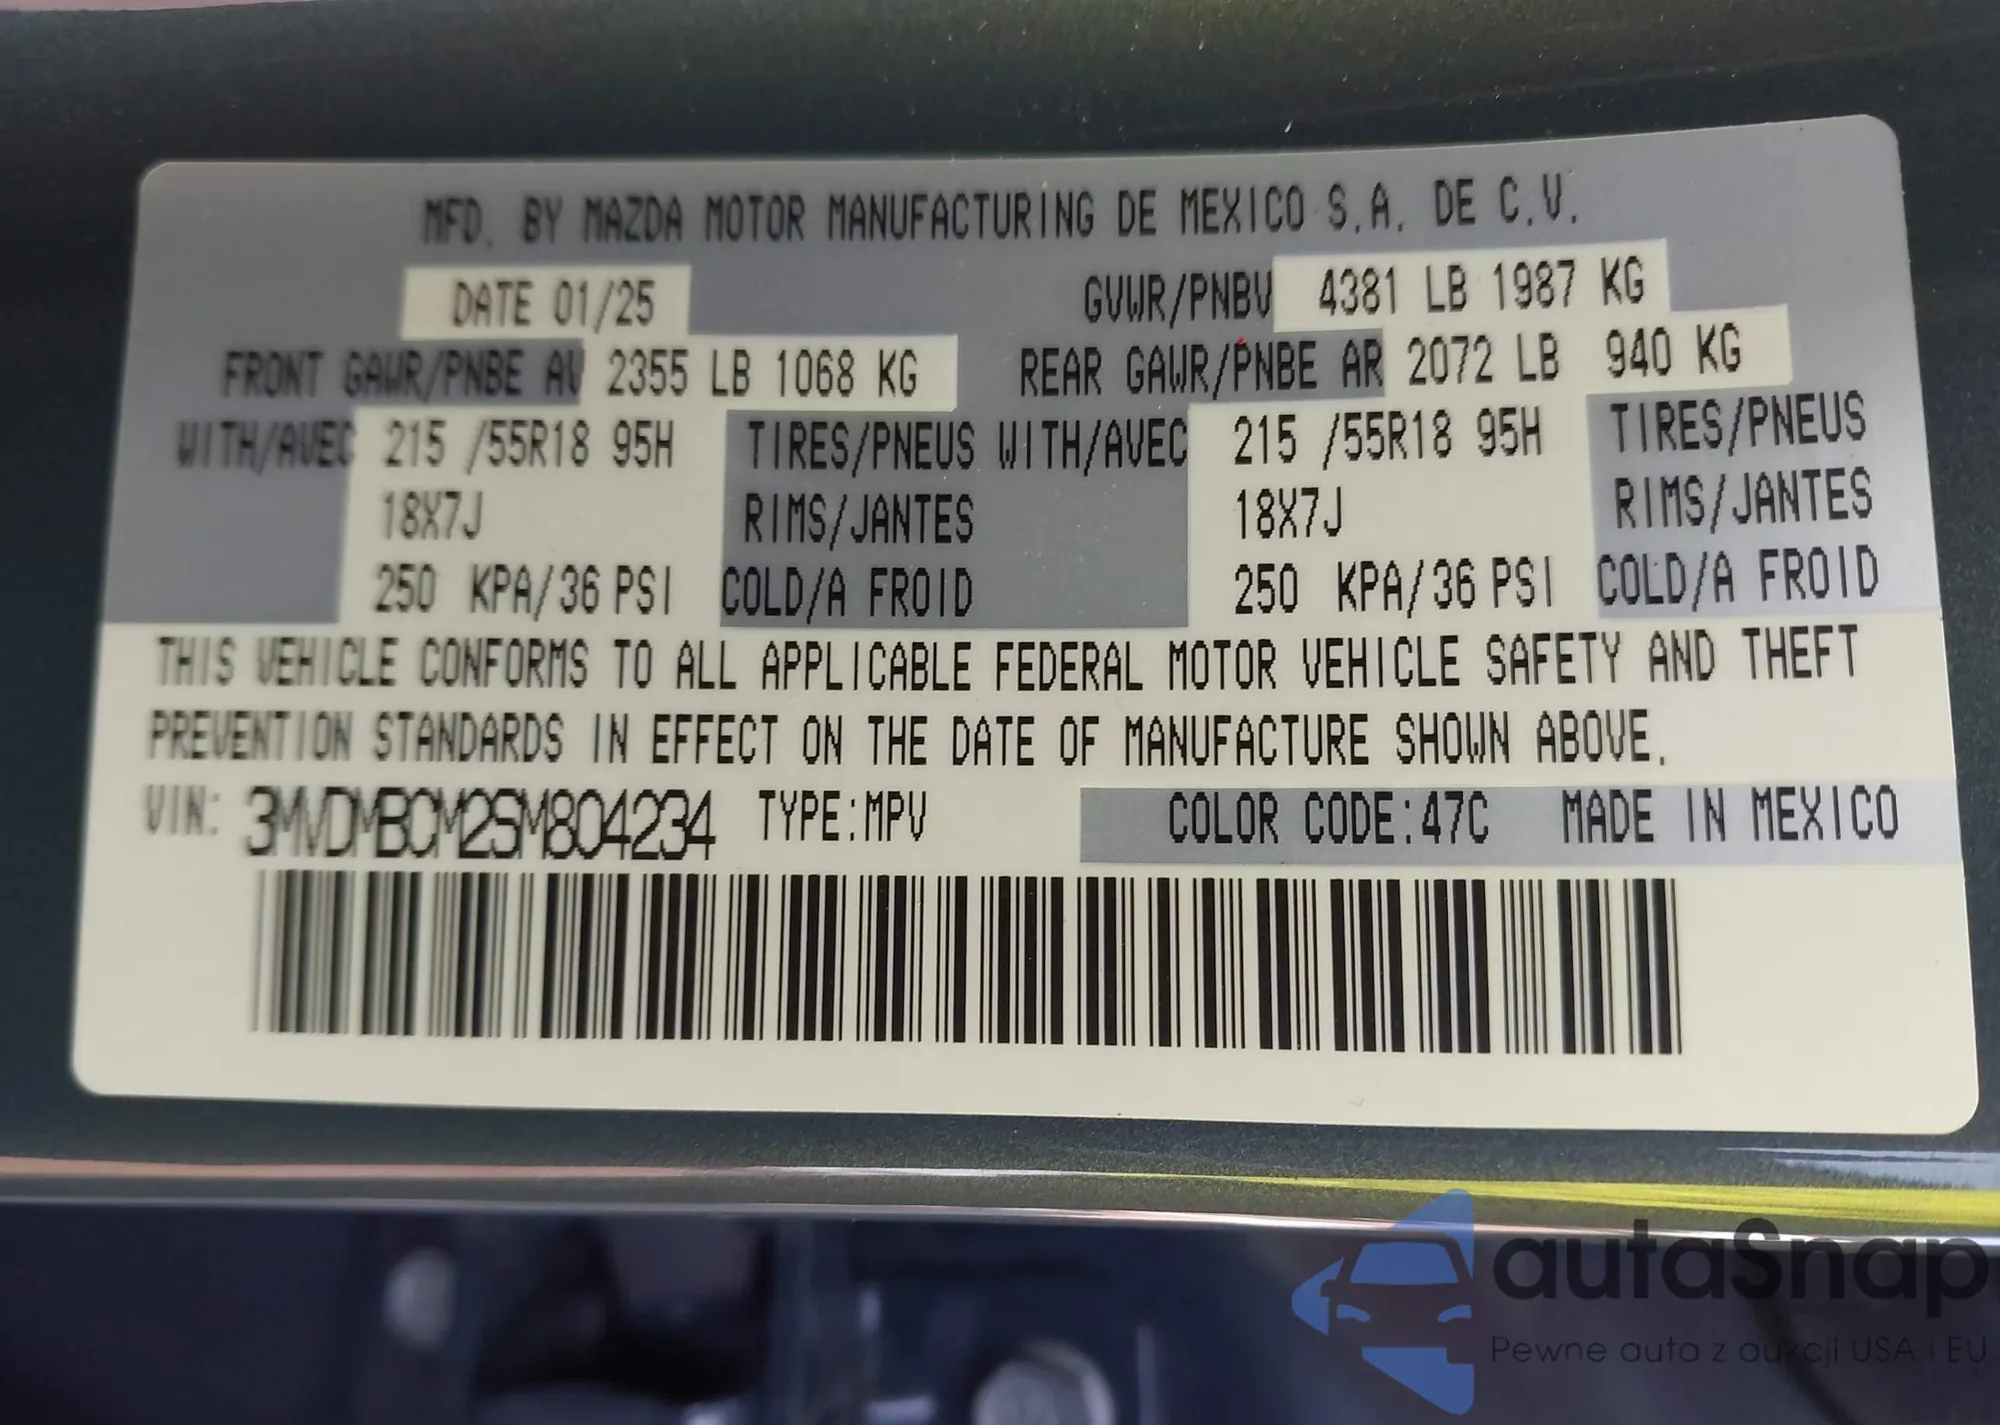 MFD. BY MAZDA MOTOR MANUFACTURING DE MEXICO S.A. DE C.V.
DATE 01/25 GVWR/PNBV 4381 LB 1987 KG
FRONT GAWR/PNBE AV 2355 LB 1068 KG REAR GAWR/PNBE AR 2072 LB 940 KG
WITH/AVEC 215 /55R18 95H TIRES/PNEUS WITH/AVEC 215 /55R18 95H TIRES/PNEUS
18X7J RIMS/JANTES 18X7J RIMS/JANTES
250 KPA/36 PSI COLD/A FROID 250 KPA/36 PSI COLD/A FROID
THIS VEHICLE CONFORMS TO ALL APPLICABLE FEDERAL MOTOR VEHICLE SAFETY AND THEFT
PREVENTION STANDARDS IN EFFECT ON THE DATE OF MANUFACTURE SHOWN ABOVE.
VIN: 3MVDMBCM2SM804234 TYPE:MPV COLOR CODE:47C MADE IN MEXICO
autaSnap
Pewne auta z aukcji USA i EU